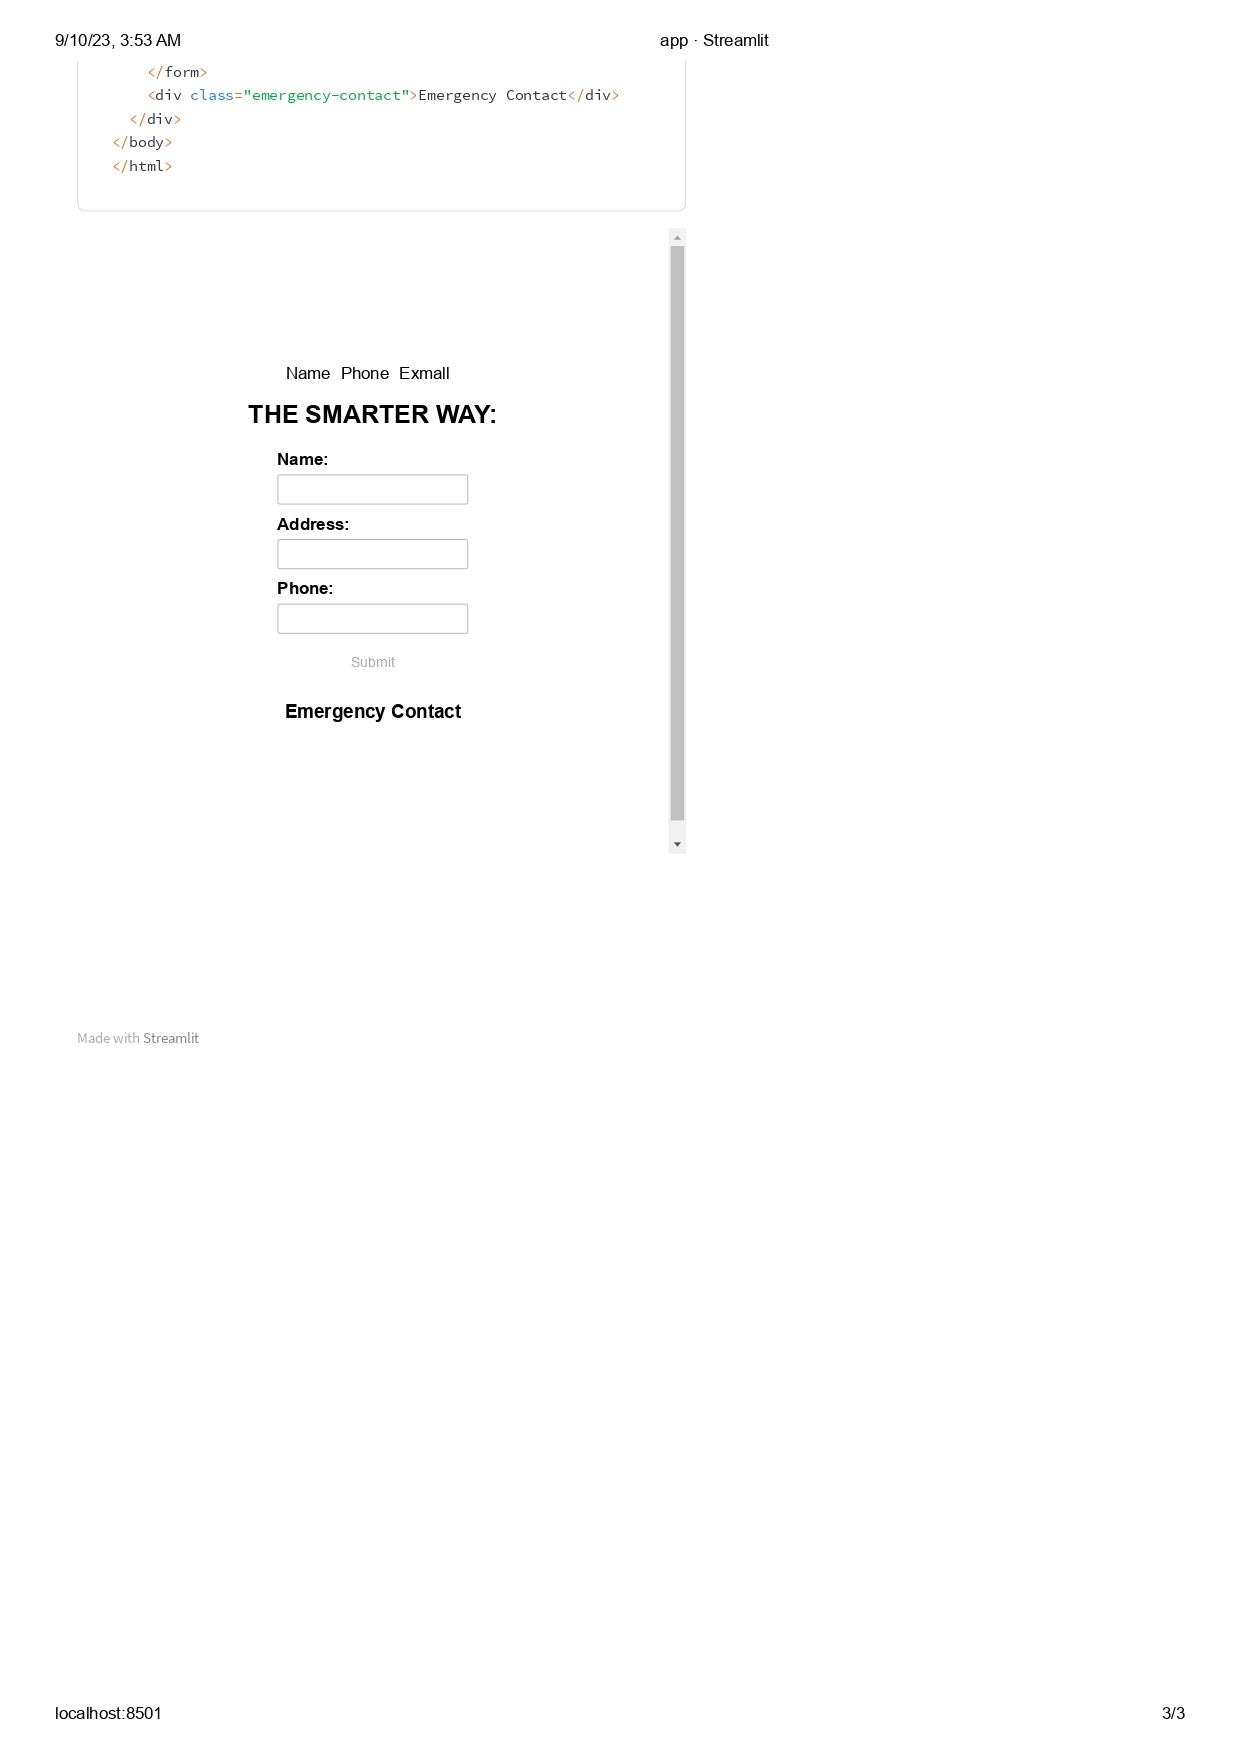 9/10/23, 3:53 AM app · Streamlit
</form>
<div class="emergency-contact">Emergency Contact</div>
</div>
</body>
</html>
Name Phone Exmall
THE SMARTER WAY:
Name:
Address:
Phone:
Submit
Emergency Contact
Made with Streamlit
localhost:8501 3/3